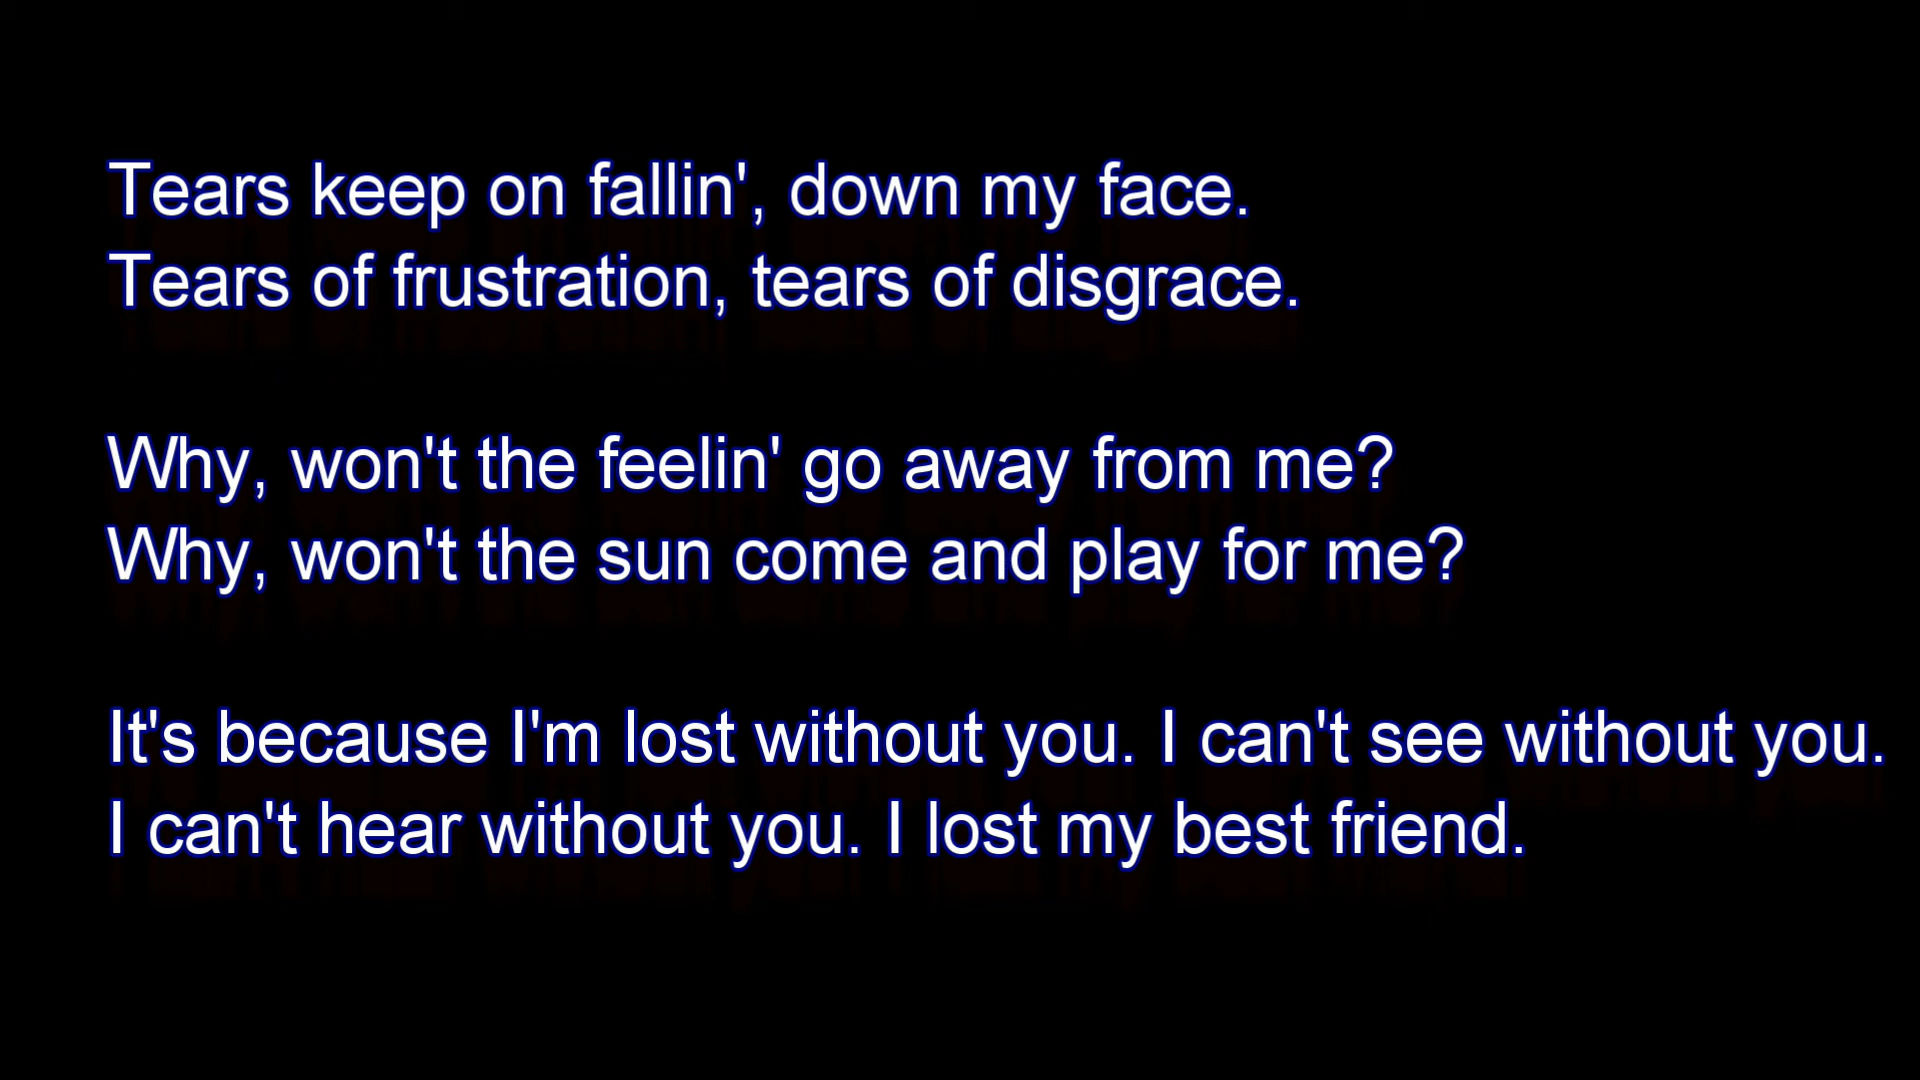 Tears keep on fallin', down my face.
Tears of frustration, tears of disgrace.
Why, won't the feelin' go away from me?
Why, won't the sun come and play for me?
It's because I'm lost without you. I can't see without you.
I can't hear without you. I lost my best friend.